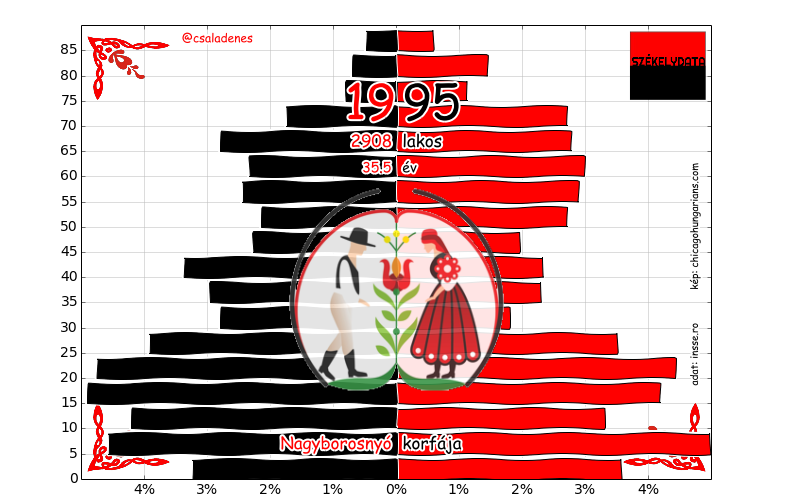 @csaladenes
SZÉKELYDATA
1995
2908 lakos
35.5 év
kép: chicagohungarians.com
adat: insse.ro
Nagyborosnyó korfája
85
80
75
70
65
60
55
50
45
40
35
30
25
20
15
10
5
0
4% 3% 2% 1% 0% 1% 2% 3% 4%